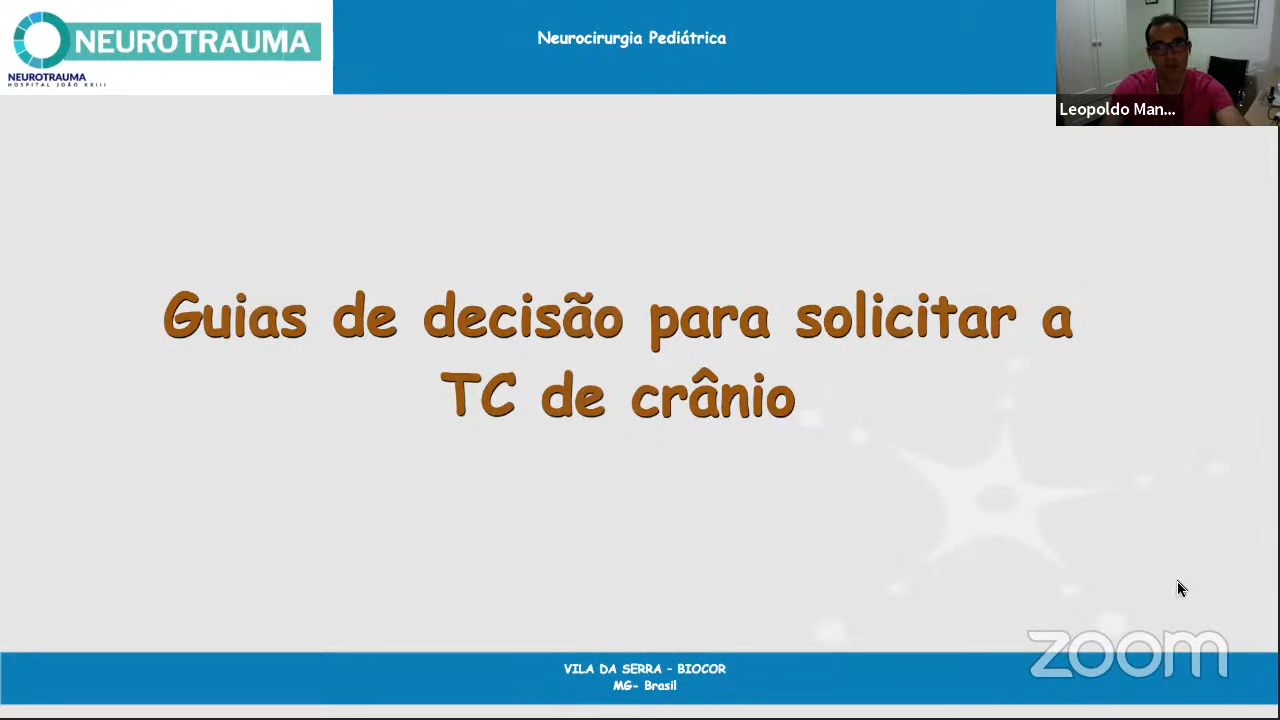 NEUROTRAUMA
NEUROTRAUMA
HOSPITAL JOÃO XXIII
Neurocirurgia Pediátrica
Leopoldo Man...
Guias de decisão para solicitar a
TC de crânio
zoom
VILA DA SERRA - BIOCOR
MG- Brasil